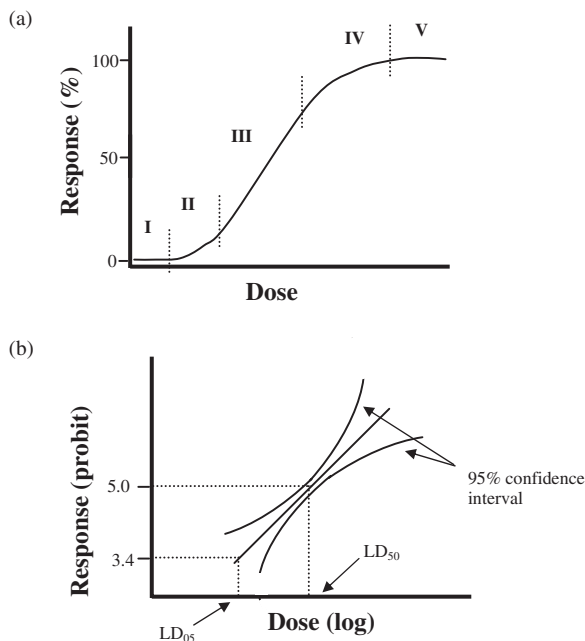 (a)
IV
V
100
III
Response (%)
50
II
I
0
Dose
(b)
Response (probit)
95% confidence
interval
5.0
LD50
3.4
LD05
Dose (log)